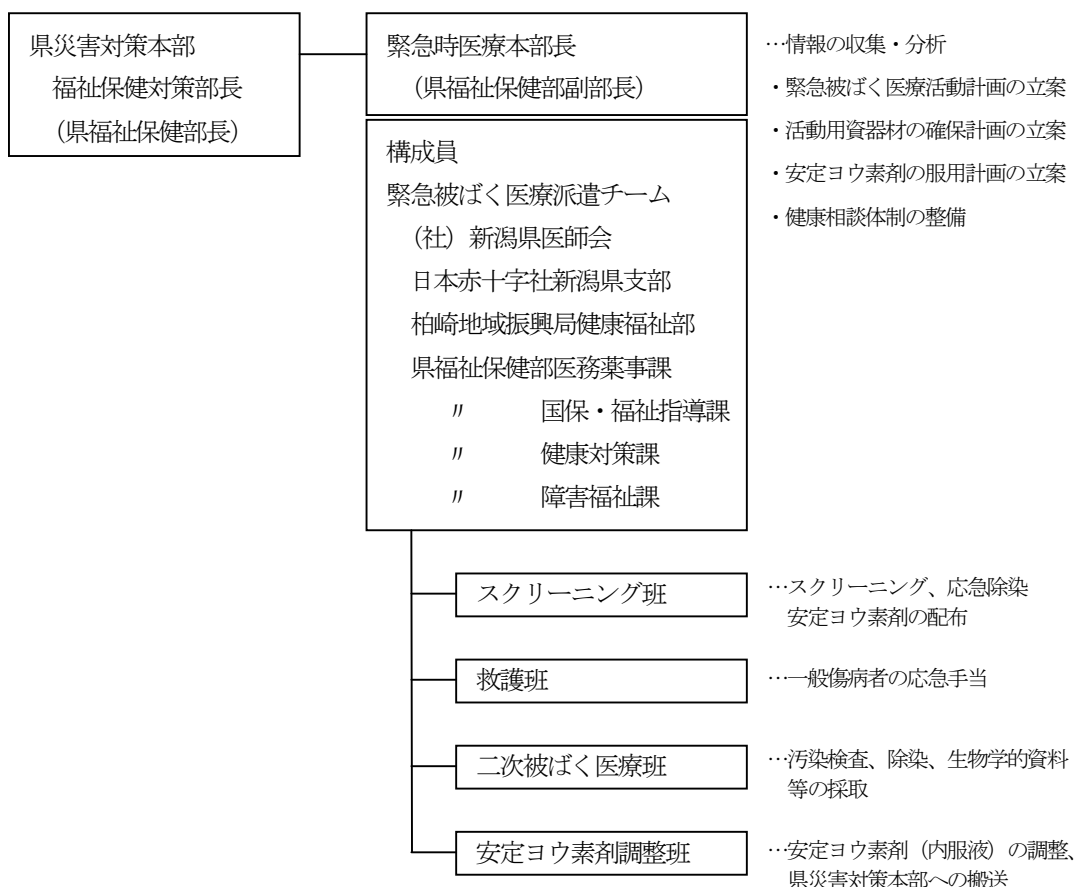 県災害対策本部
福祉保健対策部長
（県福祉保健部長）
緊急時医療本部長
（県福祉保健部副部長）
…情報の収集・分析
・緊急被ばく医療活動計画の立案
・活動用資器材の確保計画の立案
・安定ヨウ素剤の服用計画の立案
・健康相談体制の整備
構成員
緊急被ばく医療派遣チーム
（社）新潟県医師会
日本赤十字社新潟県支部
柏崎地域振興局健康福祉部
県福祉保健部医務薬事課
〃 国保・福祉指導課
〃 健康対策課
〃 障害福祉課
スクリーニング班
…スクリーニング、応急除染
安定ヨウ素剤の配布
救護班
…一般傷病者の応急手当
二次被ばく医療班
…汚染検査、除染、生物学的資料
等の採取
安定ヨウ素剤調整班
…安定ヨウ素剤（内服液）の調整、
県災害対策本部への搬送